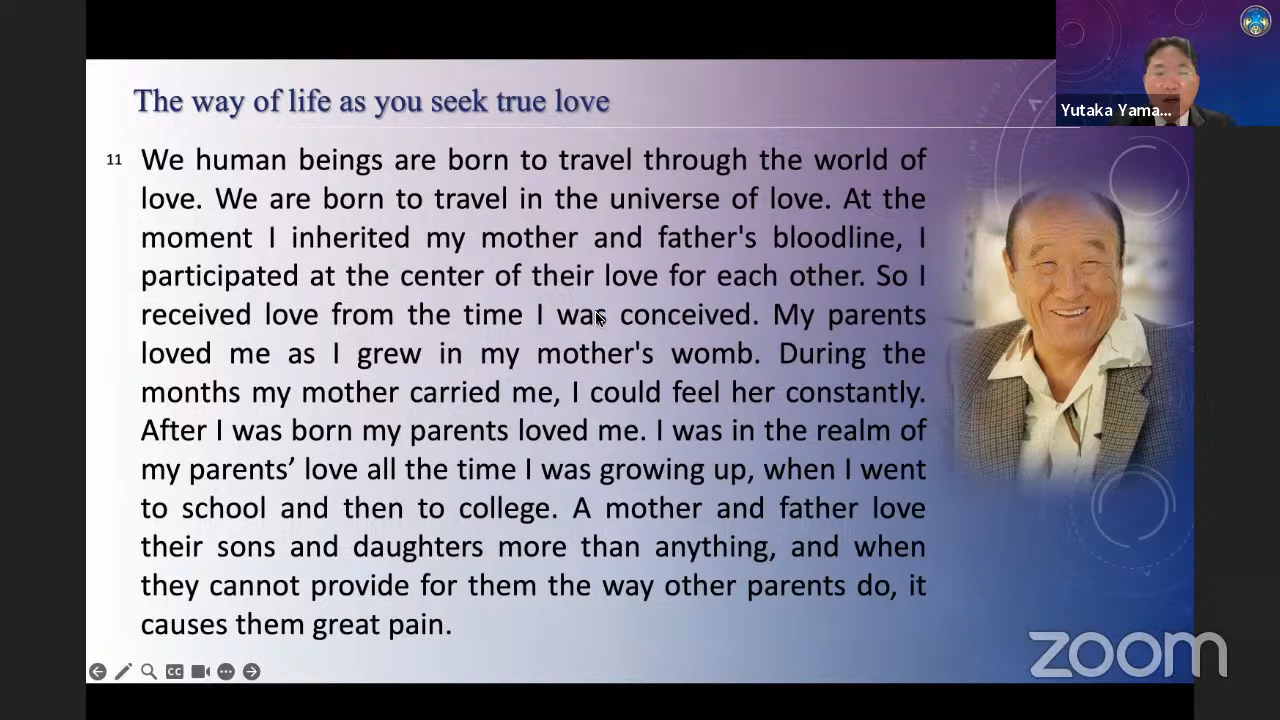 The way of life as you seek true love
Yutaka Yama...
11
We human beings are born to travel through the world of
love. We are born to travel in the universe of love. At the
moment I inherited my mother and father's bloodline, I
participated at the center of their love for each other. So I
received love from the time I was conceived. My parents
loved me as I grew in my mother's womb. During the
months my mother carried me, I could feel her constantly.
After I was born my parents loved me. I was in the realm of
my parents’ love all the time I was growing up, when I went
to school and then to college. A mother and father love
their sons and daughters more than anything, and when
they cannot provide for them the way other parents do, it
causes them great pain.
CC
zoom